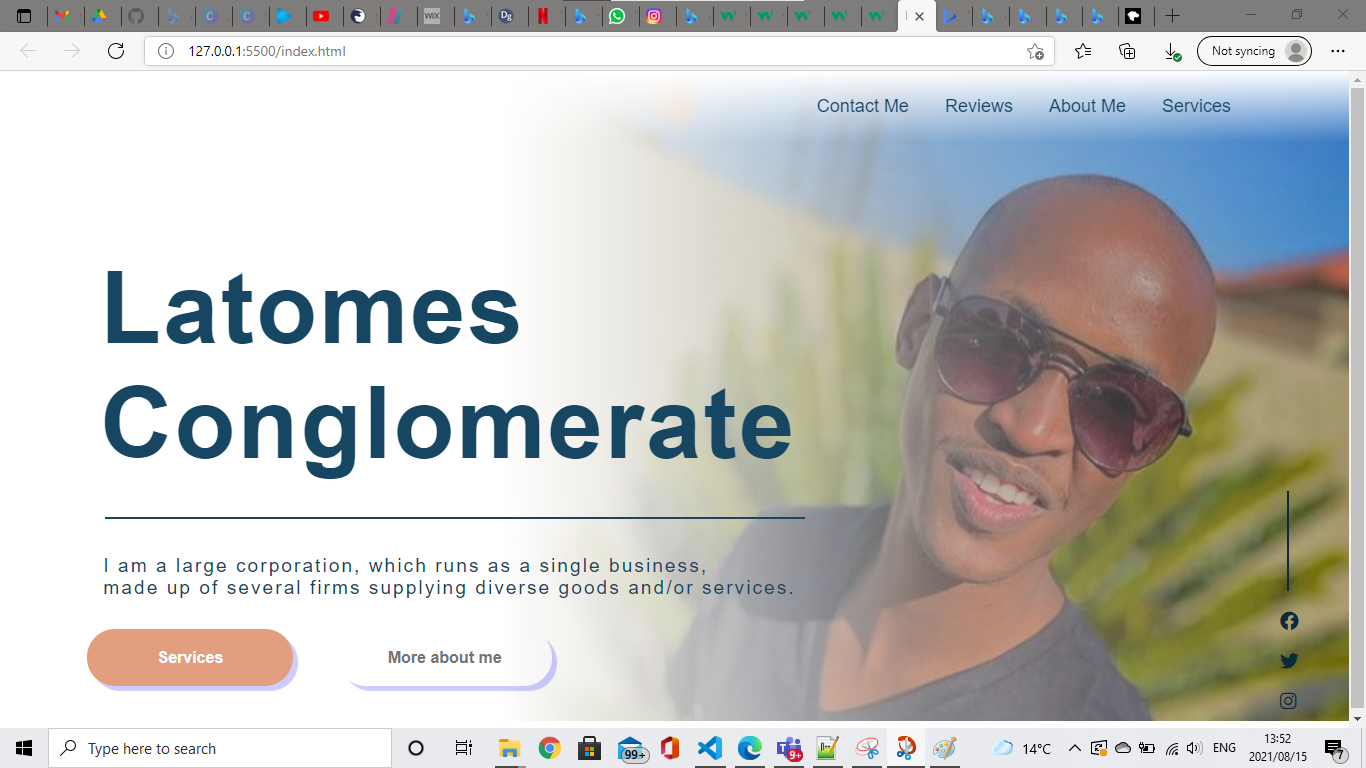 WIX
Dg
N
127.0.0.1:5500/index.html
Not syncing
Contact Me Reviews About Me Services
Latomes
Conglomerate
I am a large corporation, which runs as a single business,
made up of several firms supplying diverse goods and/or services.
Services More about me
Type here to search
99+
9+
14°C
ENG
13:52
2021/08/15
7